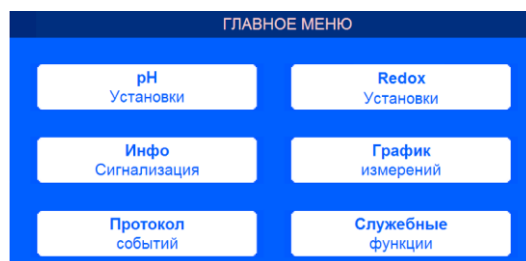 ГЛАВНОЕ МЕНЮ
pH
Установки
Redox
Установки
Инфо
Сигнализация
График
измерений
Протокол
событий
Служебные
функции